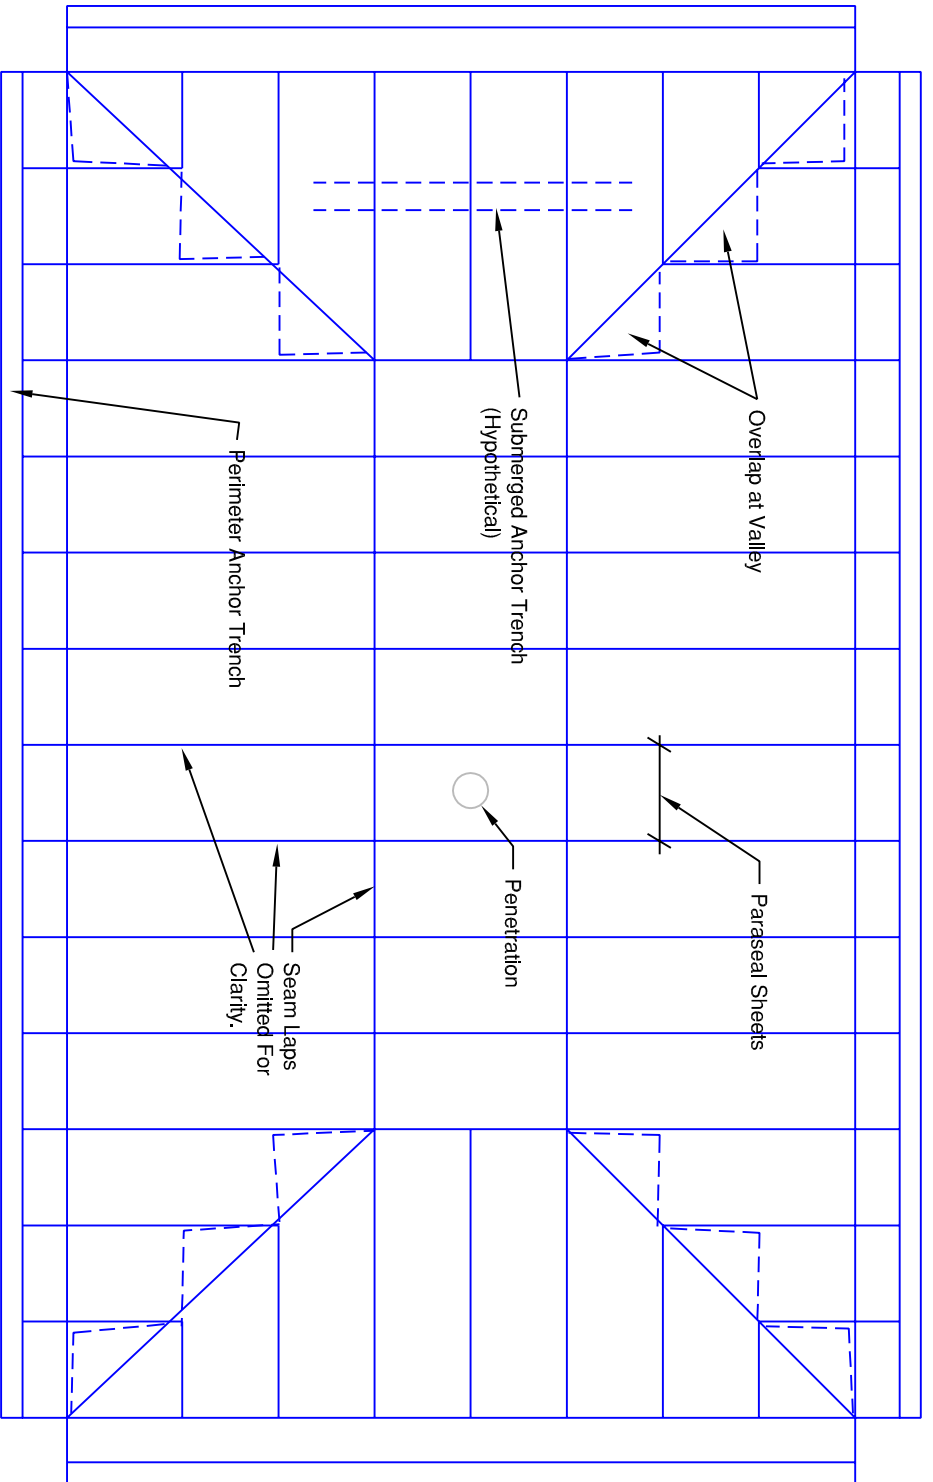 Overlap at Valley
Submerged Anchor Trench
(Hypothetical)
Perimeter Anchor Trench
Paraseal Sheets
Penetration
Seam Laps
Omitted For
Clarity.